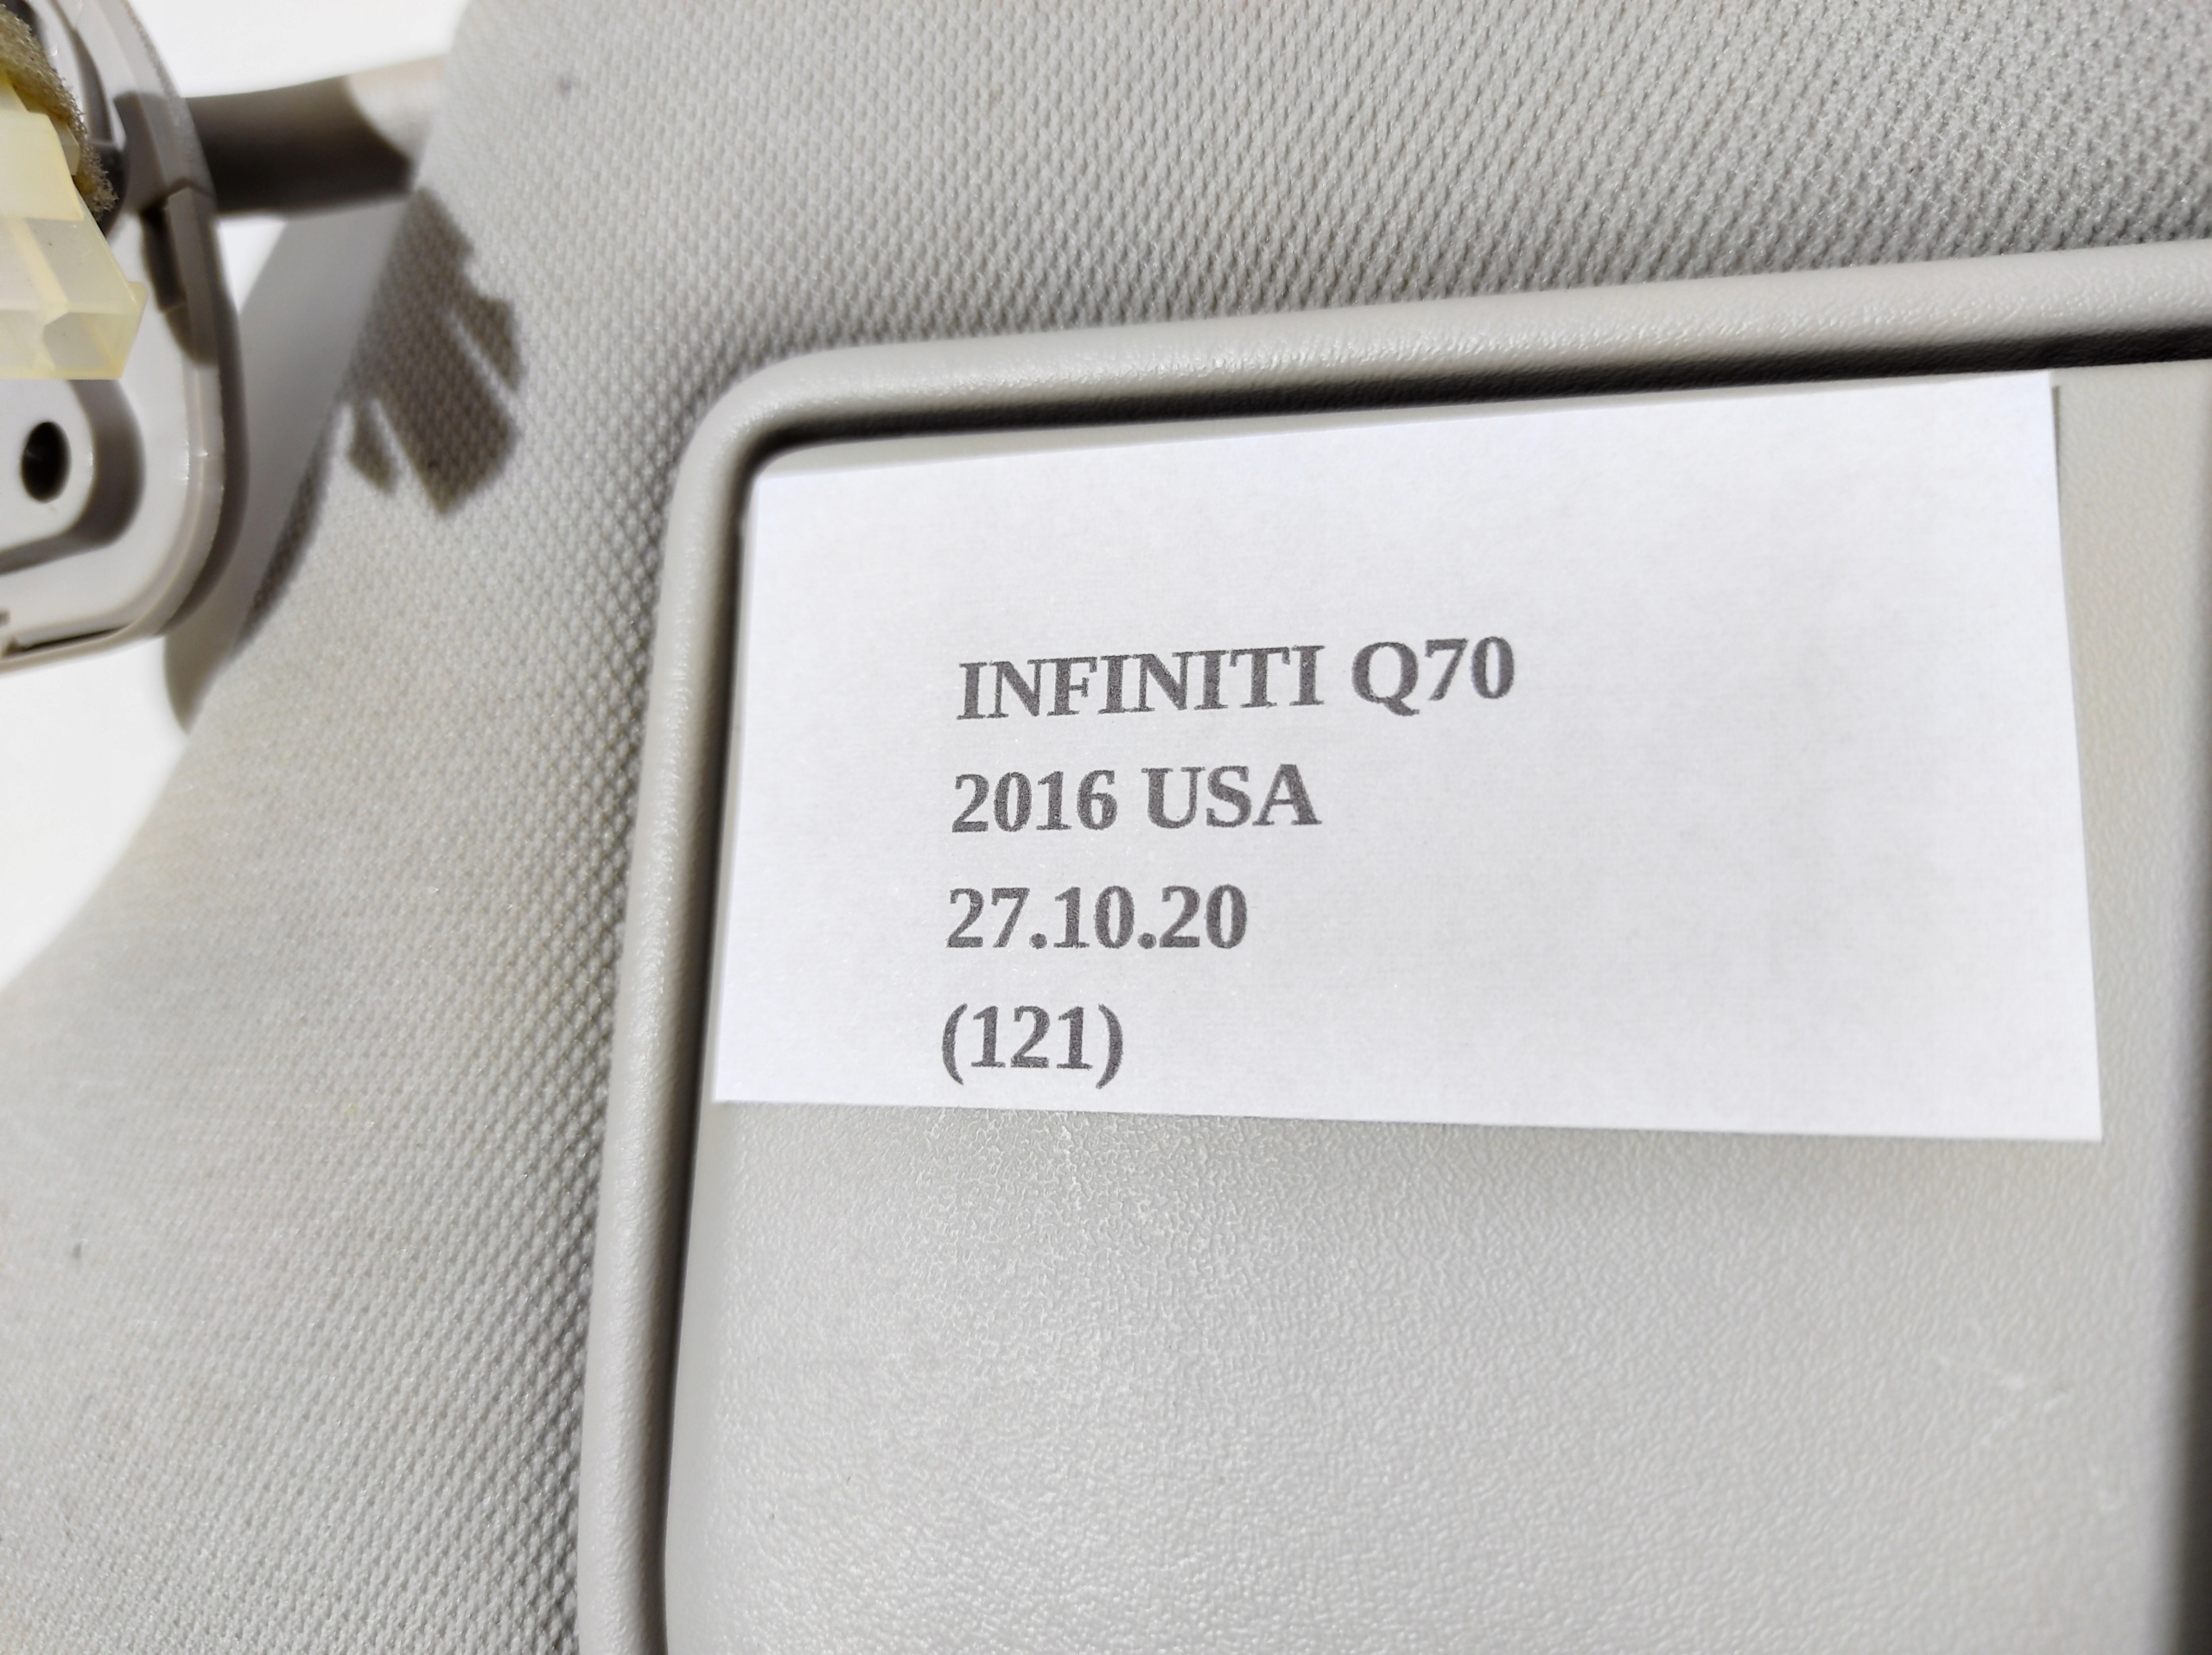 INFINITI Q70
2016 USA
27.10.20
(121)